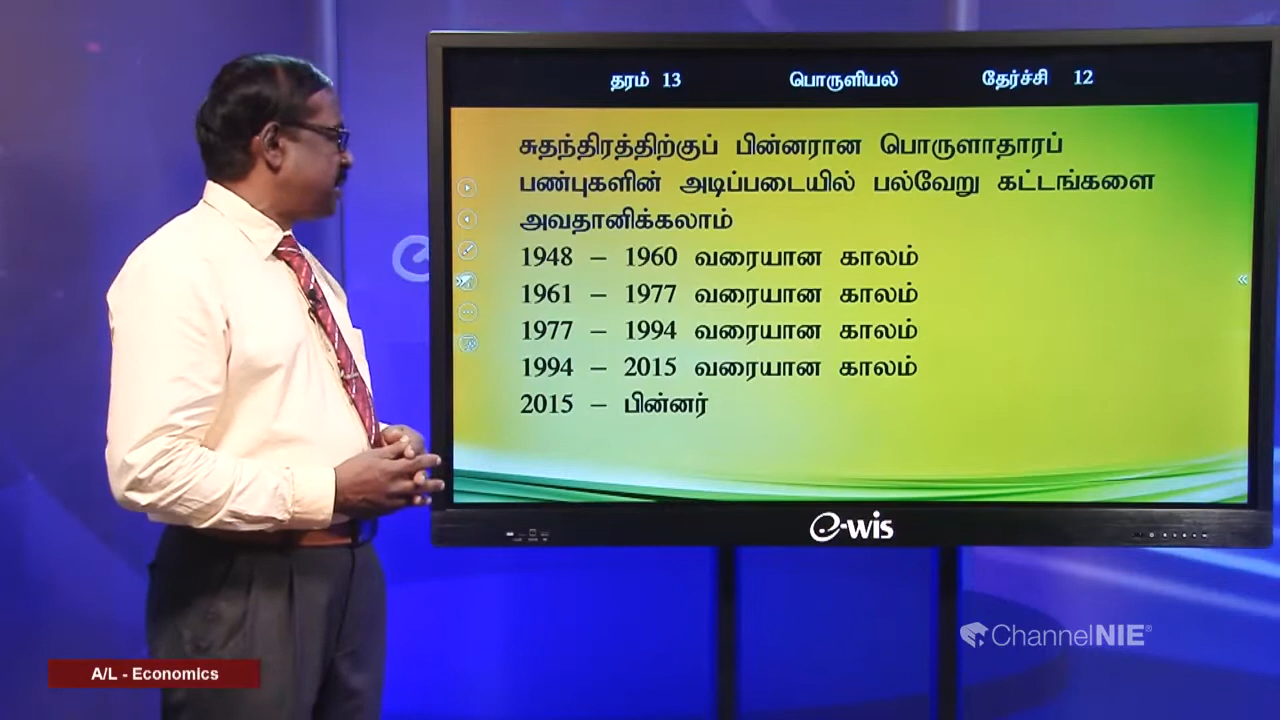 தரம் 13 பொருளியல் தேர்ச்சி 12
சுதந்திரத்திற்குப் பின்னரான பொருளாதாரப்
பண்புகளின் அடிப்படையில் பல்வேறு கட்டங்களை
அவதானிக்கலாம்
1948 – 1960 வரையான காலம்
1961 – 1977 வரையான காலம்
1977 – 1994 வரையான காலம்
1994 – 2015 வரையான காலம்
2015 – பின்னர்
e-wis
ChannelNIE®
A/L - Economics